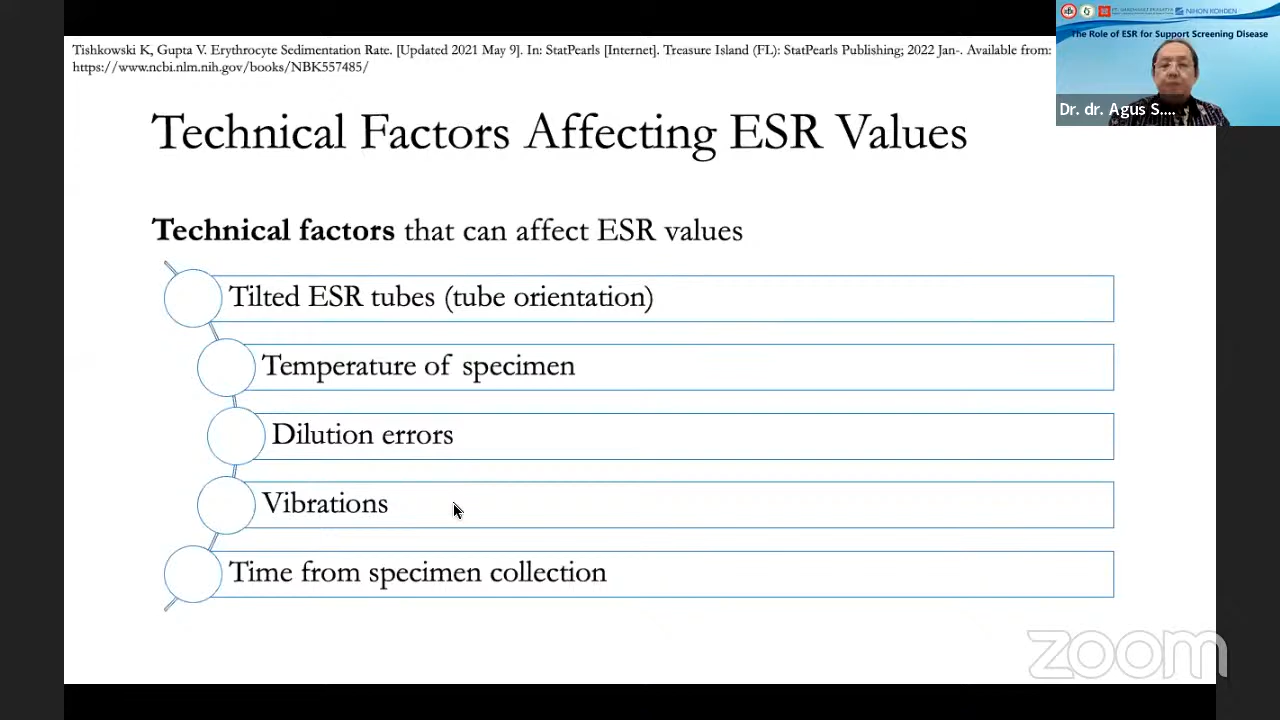 Tishkowski K, Gupta V. Erythrocyte Sedimentation Rate. [Updated 2021 May 9]. In: StatPearls [Internet]. Treasure Island (FL): StatPearls Publishing; 2022 Jan-. Available from:
https://www.ncbi.nlm.nih.gov/books/NBK557485/
NIHON KOHDEN
The Role of ESR for Support Screening Disease
Dr. dr. Agus S....
Technical Factors Affecting ESR Values
Technical factors that can affect ESR values
Tilted ESR tubes (tube orientation)
Temperature of specimen
Dilution errors
Vibrations
Time from specimen collection
zoom